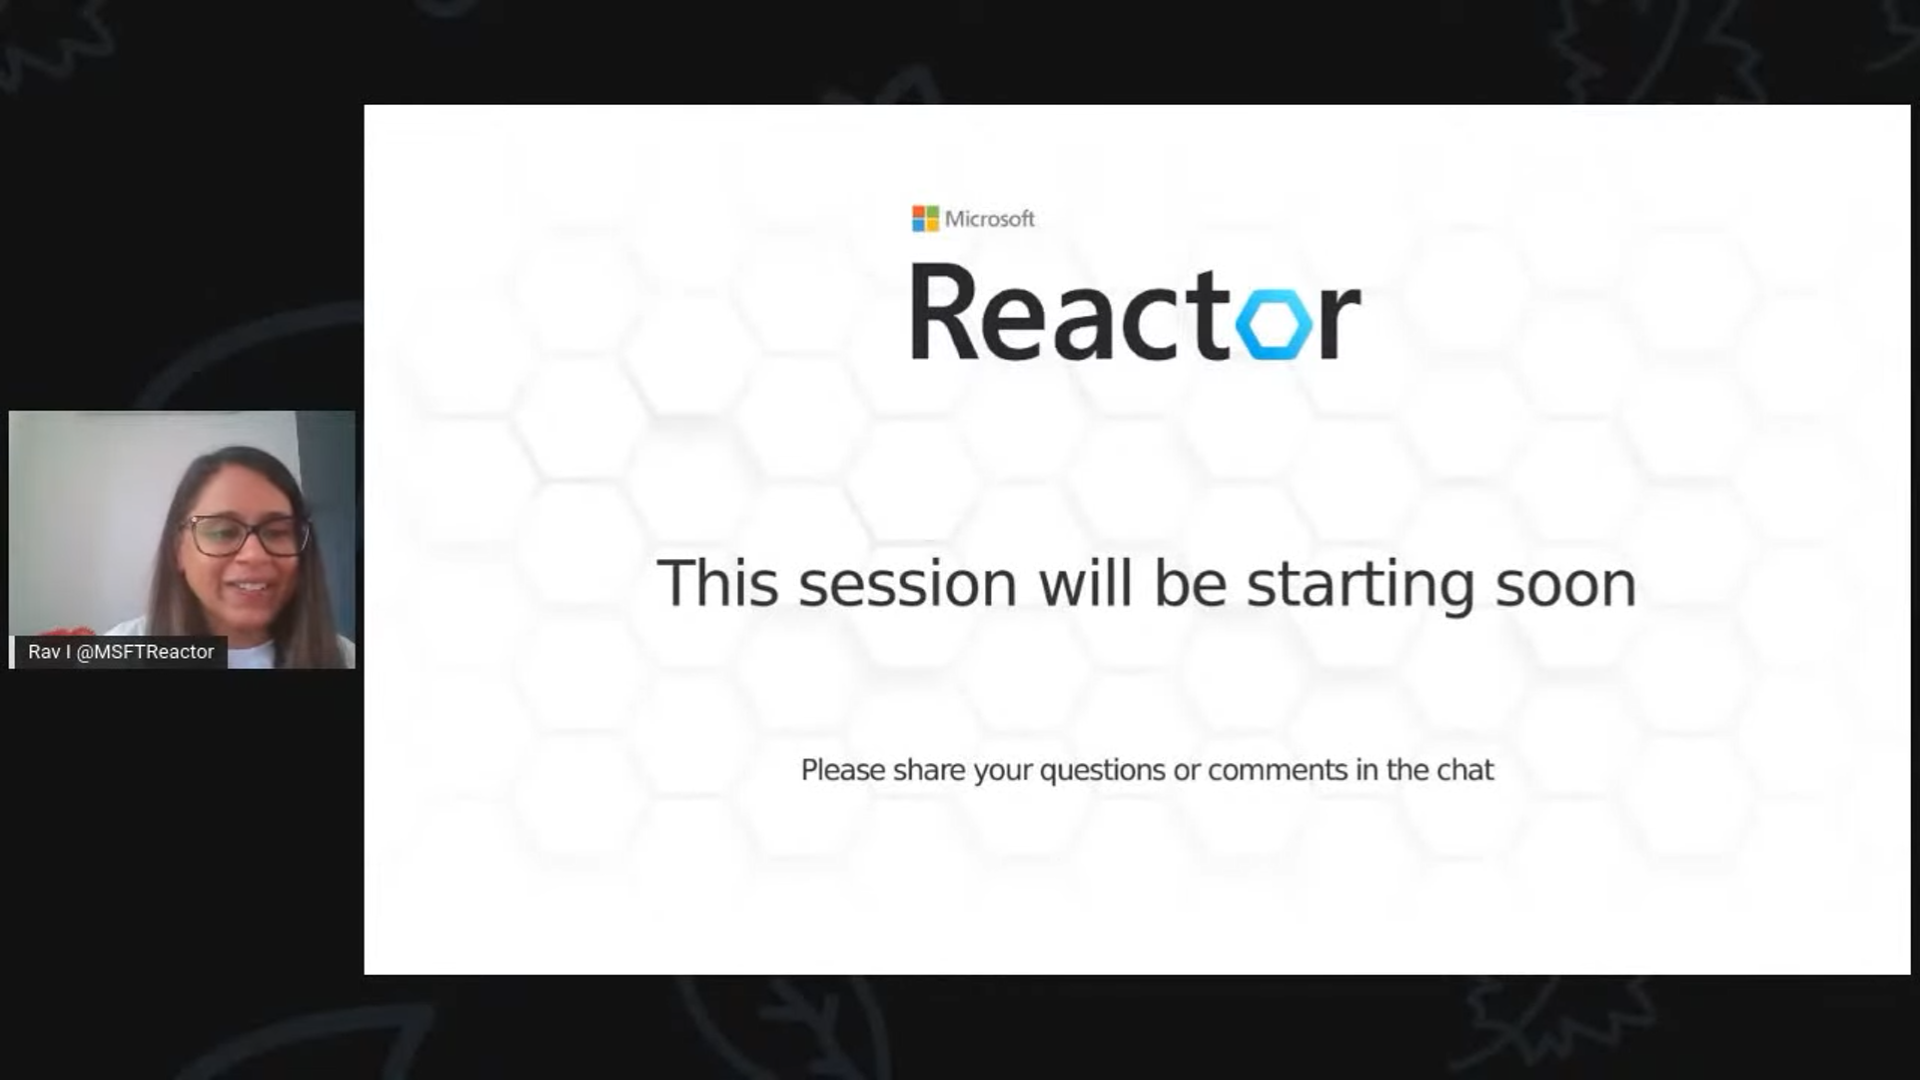 Microsoft
Reactor
This session will be starting soon
Please share your questions or comments in the chat
Rav I @MSFTReactor